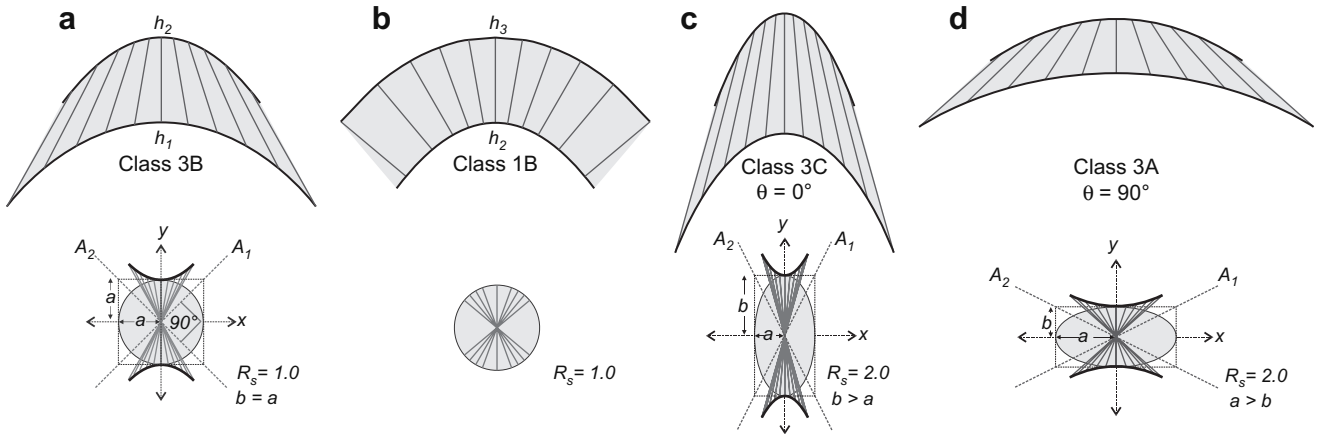 a
h₂
h₁
Class 3B
A₂
y
A₁
a
a
90°
x
Rₛ= 1.0
b = a
b
h₃
h₂
Class 1B
Rₛ= 1.0
c
Class 3C
θ = 0°
A₂
y
A₁
b
a
x
Rₛ= 2.0
b > a
d
Class 3A
θ = 90°
A₂
y
A₁
b
a
x
Rₛ= 2.0
a > b